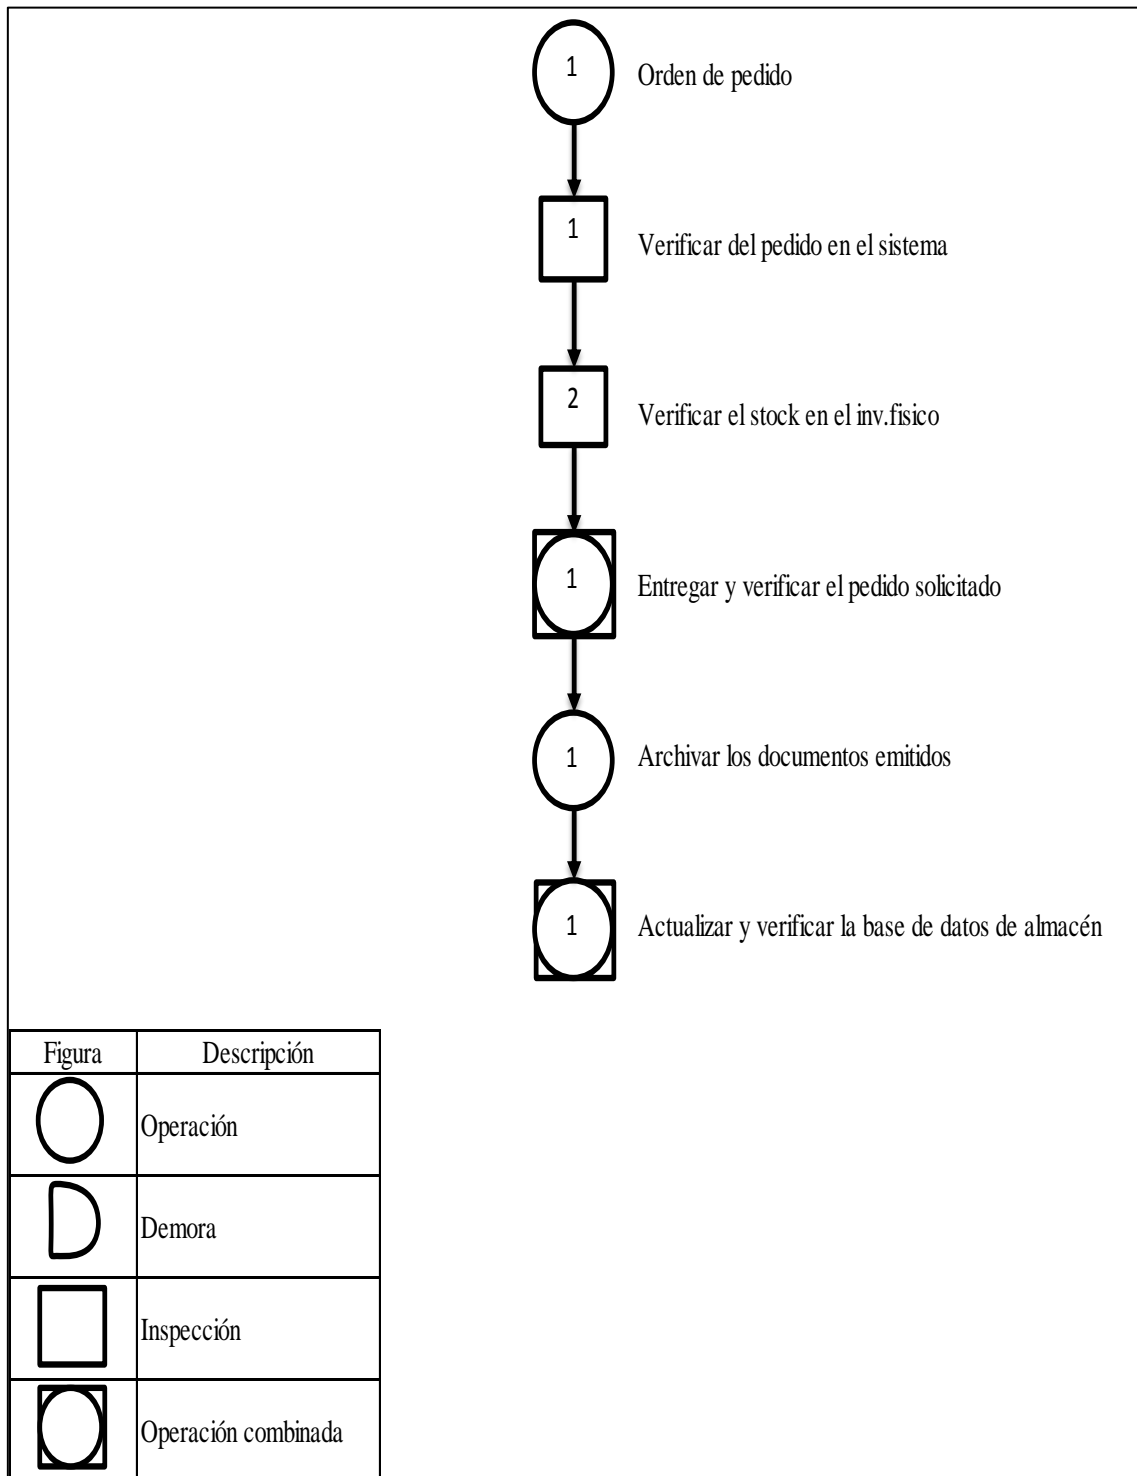 1 Orden de pedido
1 Verificar del pedido en el sistema
2 Verificar el stock en el inv.fisico
1 Entregar y verificar el pedido solicitado
1 Archivar los documentos emitidos
1 Actualizar y verificar la base de datos de almacén
Figura Descripción
Operación
Demora
Inspección
Operación combinada